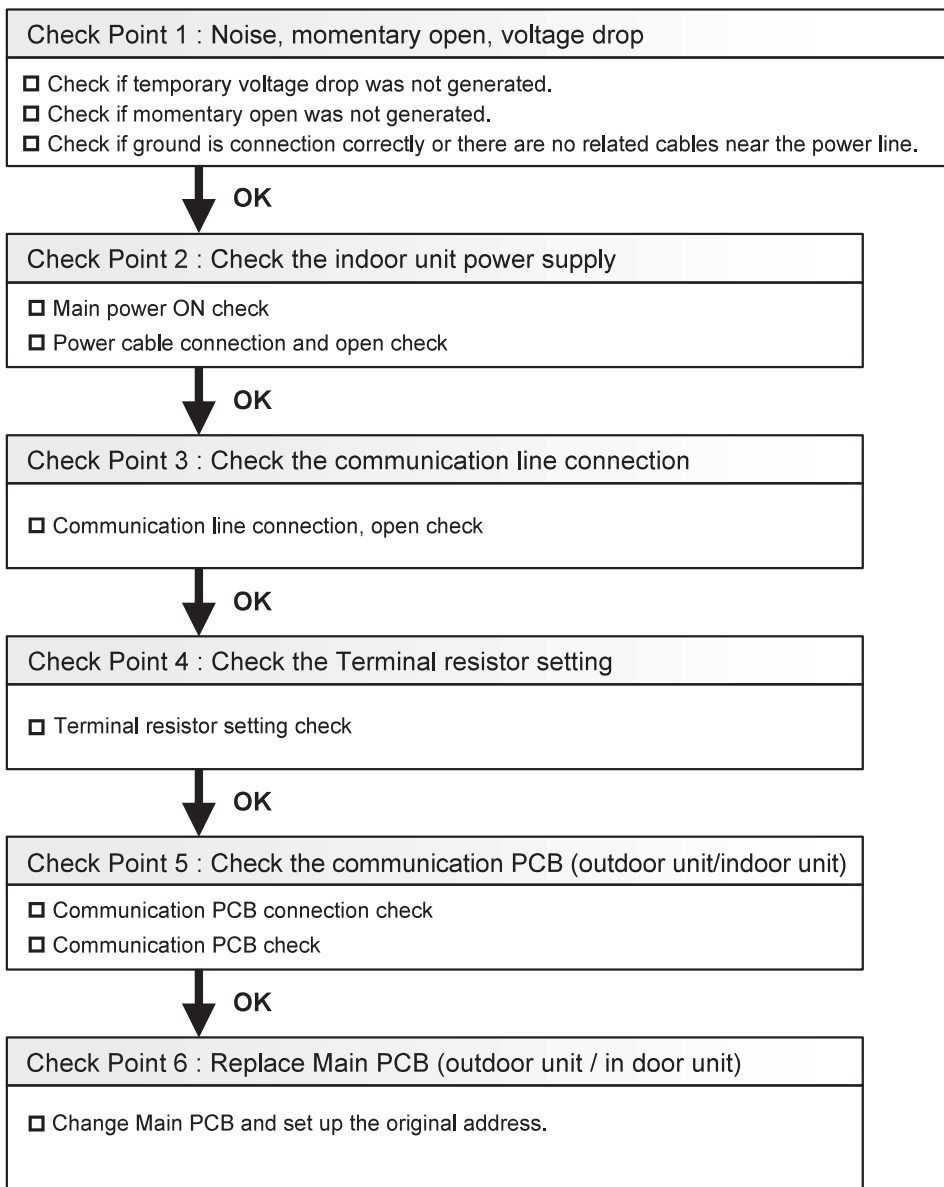 Check Point 1 : Noise, momentary open, voltage drop
Check if temporary voltage drop was not generated.
Check if momentary open was not generated.
Check if ground is connection correctly or there are no related cables near the power line.
OK
Check Point 2 : Check the indoor unit power supply
Main power ON check
Power cable connection and open check
OK
Check Point 3 : Check the communication line connection
Communication line connection, open check
OK
Check Point 4 : Check the Terminal resistor setting
Terminal resistor setting check
OK
Check Point 5 : Check the communication PCB (outdoor unit/indoor unit)
Communication PCB connection check
Communication PCB check
OK
Check Point 6 : Replace Main PCB (outdoor unit / in door unit)
Change Main PCB and set up the original address.